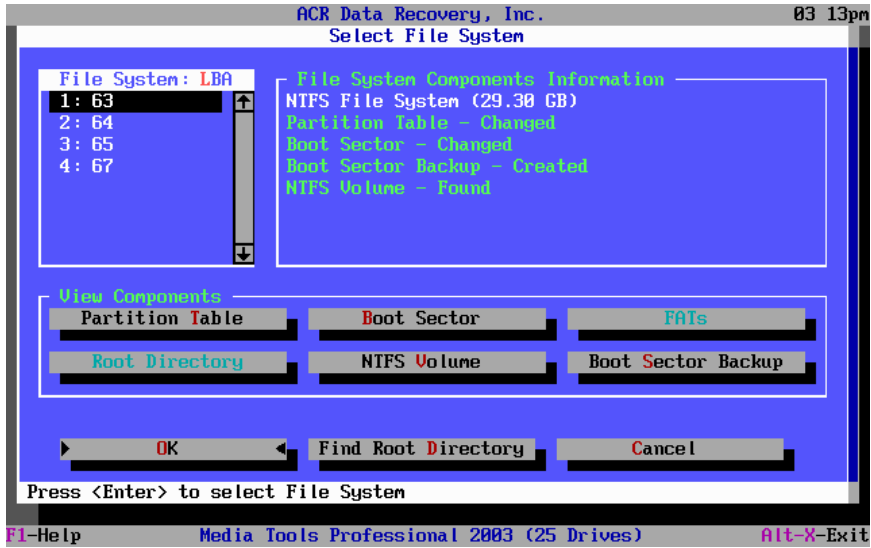 ACR Data Recovery, Inc. 03 13pm
Select File System
File System: LBA
1: 63
2: 64
3: 65
4: 67
File System Components Information
NTFS File System (29.30 GB)
Partition Table - Changed
Boot Sector - Changed
Boot Sector Backup - Created
NTFS Volume - Found
View Components
Partition Table Boot Sector FATs
Root Directory NTFS Volume Boot Sector Backup
OK Find Root Directory Cancel
Press <Enter> to select File System
F1-Help Media Tools Professional 2003 (25 Drives) Alt-X-Exit